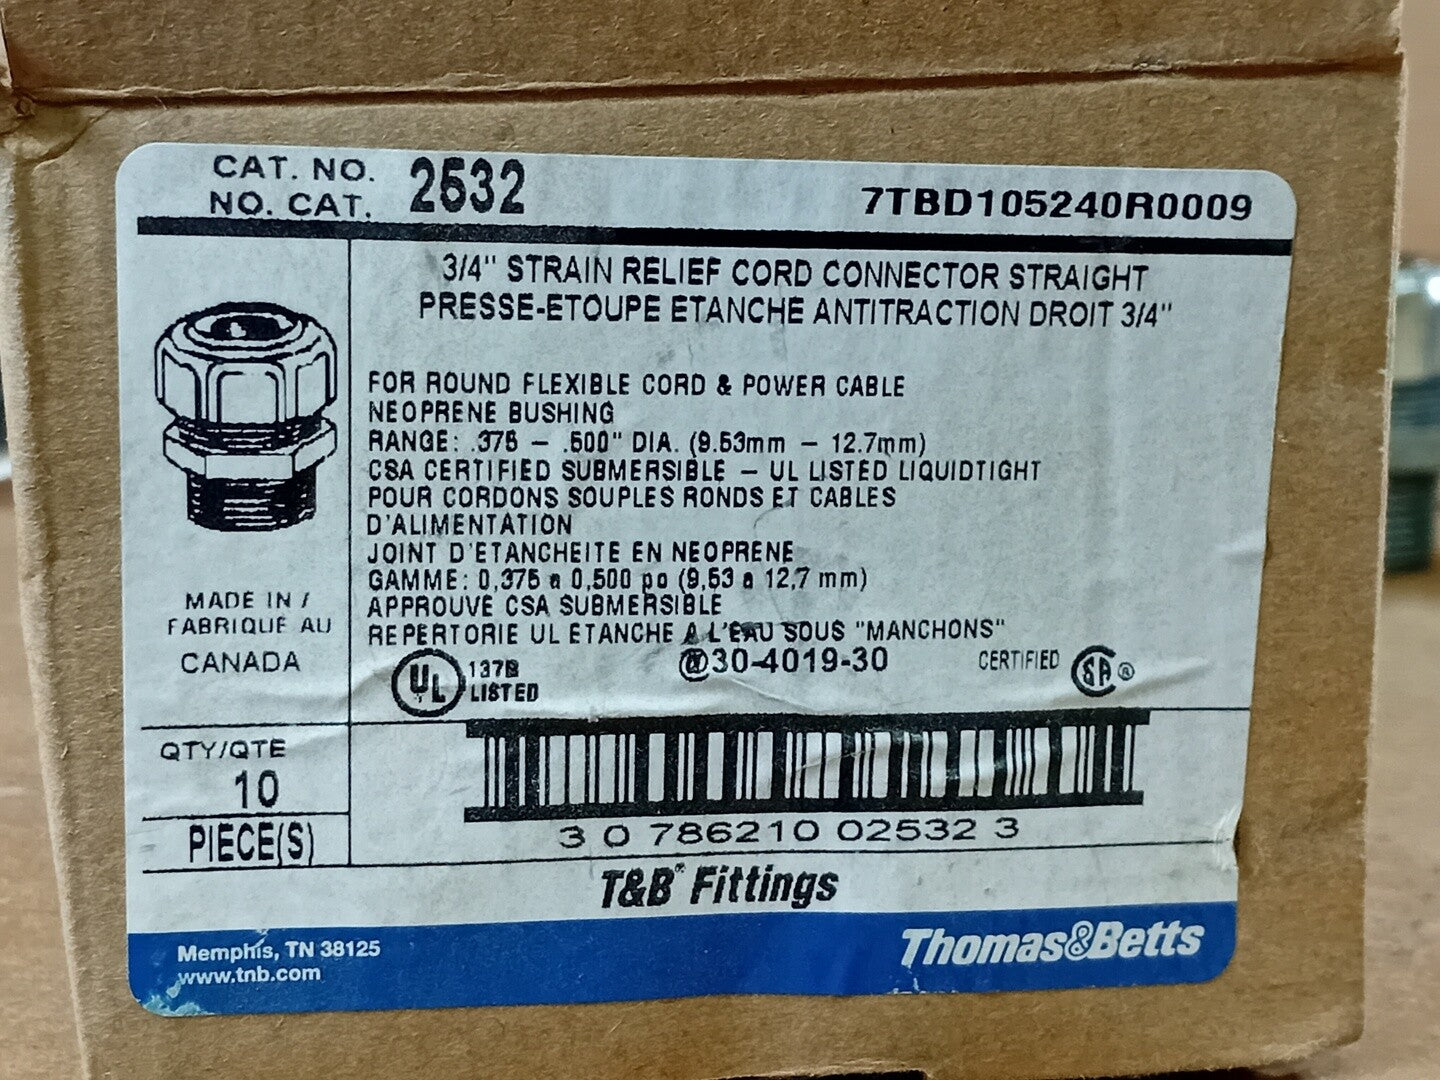 CAT. NO.
NO. CAT.
2532
7TBD105240R0009
3/4" STRAIN RELIEF CORD CONNECTOR STRAIGHT
PRESSE-ETOUPE ETANCHE ANTITRACTION DROIT 3/4"
FOR ROUND FLEXIBLE CORD & POWER CABLE
NEOPRENE BUSHING
RANGE: .375 – .500" DIA. (9.53mm – 12.7mm)
CSA CERTIFIED SUBMERSIBLE – UL LISTED LIQUIDTIGHT
POUR CORDONS SOUPLES RONDS ET CABLES
D'ALIMENTATION
JOINT D'ETANCHEITE EN NEOPRENE
GAMME: 0,375 a 0,500 po (9,53 a 12,7 mm)
APPROUVE CSA SUBMERSIBLE
REPERTORIE UL ETANCHE A L'EAU SOUS "MANCHONS"
MADE IN /
FABRIQUE AU
CANADA
UL 137B
LISTED
@30-4019-30
CERTIFIED SA ®
QTY/QTE
10
PIECE(S)
3 0 786210 02532 3
T&B® Fittings
Memphis, TN 38125
www.tnb.com
Thomas&Betts